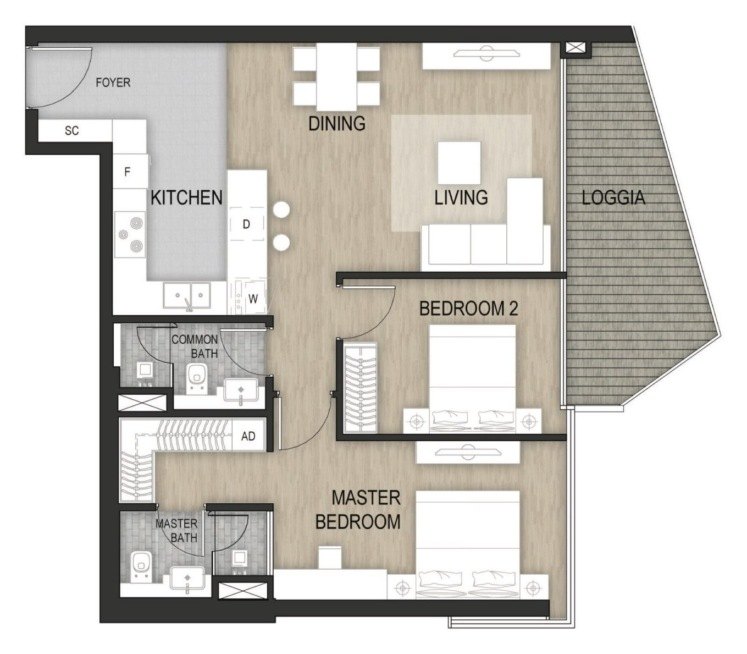 FOYER
DINING
SC
F
KITCHEN
LIVING
LOGGIA
D
W
BEDROOM 2
COMMON
BATH
AD
MASTER
BEDROOM
MASTER
BATH